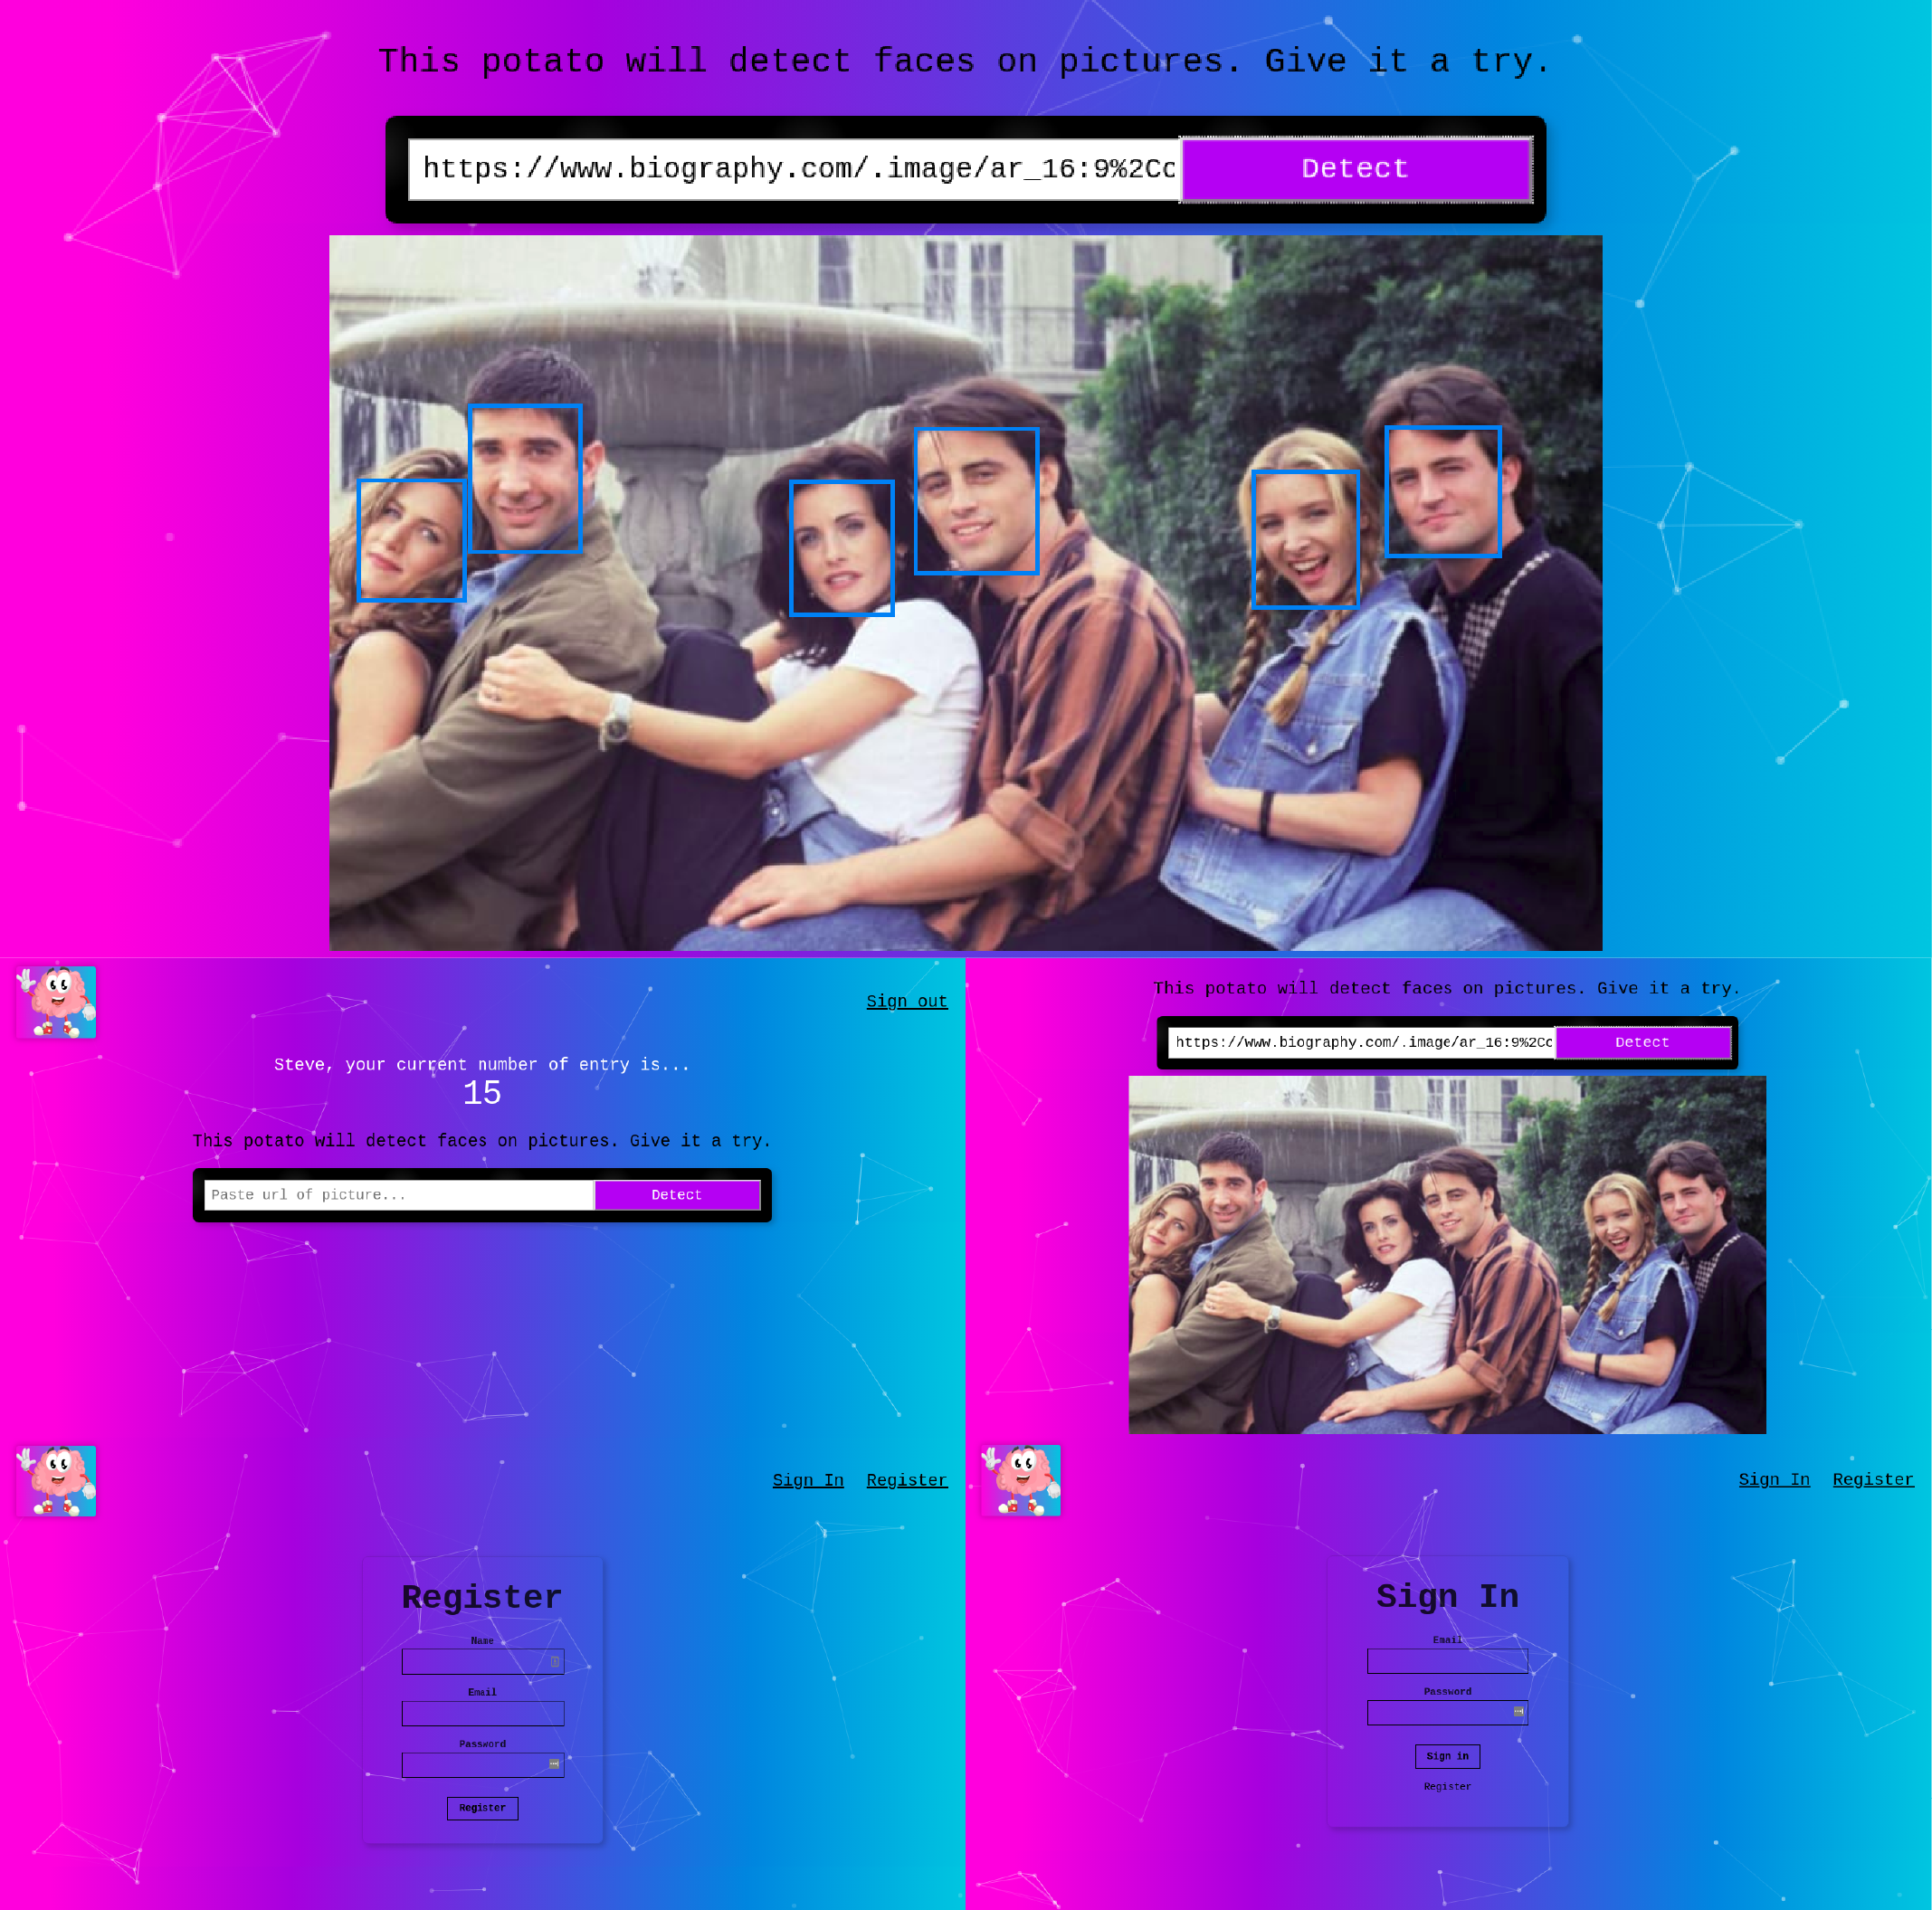 This potato will detect faces on pictures. Give it a try.
https://www.biography.com/.image/ar_16:9%2Cc Detect
Sign out
Steve, your current number of entry is...
15
This potato will detect faces on pictures. Give it a try.
Paste url of picture... Detect
This potato will detect faces on pictures. Give it a try.
https://www.biography.com/.image/ar_16:9%2Cc Detect
Sign In Register
Register
Name
Email
Password
Register
Sign In Register
Sign In
Email
Password
Sign in
Register